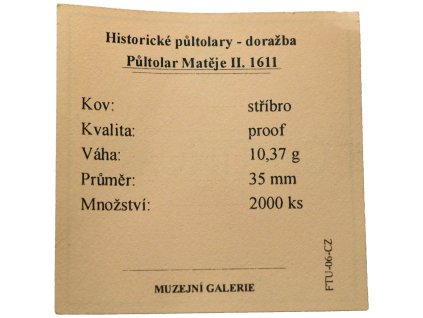 Historické půltolary - doražba
Půltolar Matěje II. 1611
Kov: stříbro
Kvalita: proof
Váha: 10,37 g
Průměr: 35 mm
Množství: 2000 ks
MUZEJNÍ GALERIE
FTU-06-CZ